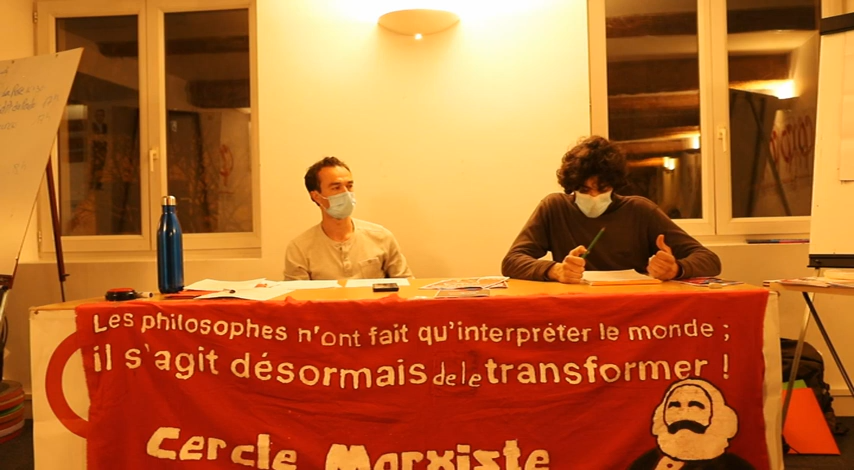 Les philosophes n'ont fait qu'interpréter le monde ;
il s'agit désormais de le transformer !
Cercle Marxiste